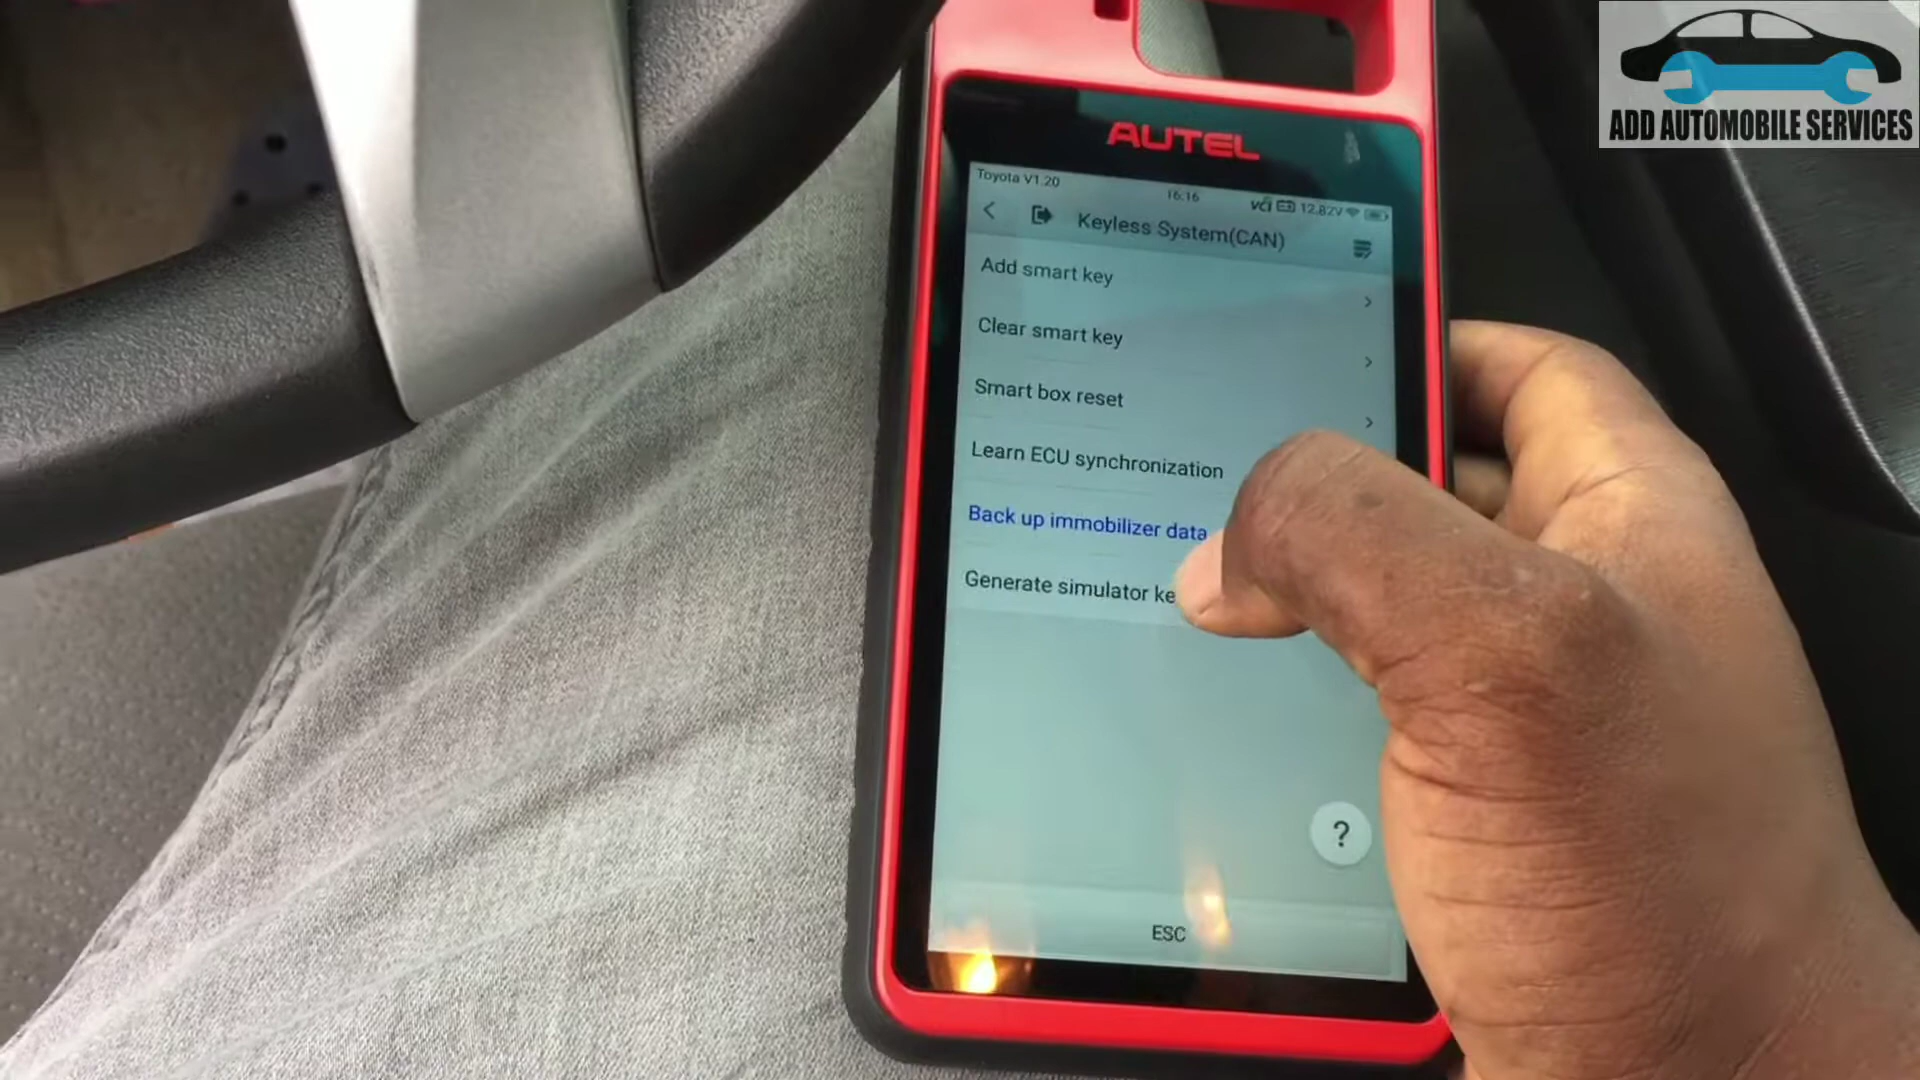 ADD AUTOMOBILE SERVICES
AUTEL
Toyota V1.20
16:16
VCI
12.82V
Keyless System(CAN)
Add smart key
Clear smart key
Smart box reset
Learn ECU synchronization
Back up immobilizer data
Generate simulator ke
?
ESC